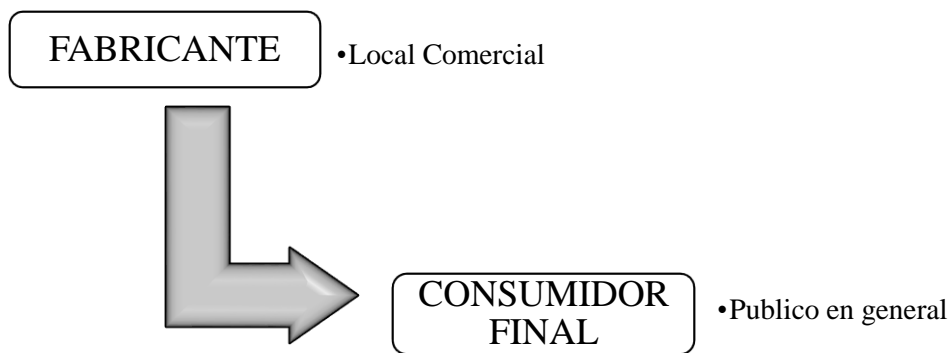 FABRICANTE
•Local Comercial
CONSUMIDOR
FINAL
•Publico en general